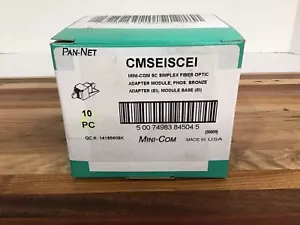 PAN-NET
CMSEISCEI
MINI-COM SC SIMPLEX FIBER OPTIC
ADAPTER MODULE, PHOS. BRONZE
ADAPTER (EI), MODULE BASE (EI)
10
PC
5 00 74983 84504 5
QC #: 14185608K
MINI-COM
MADE IN U.S.A.